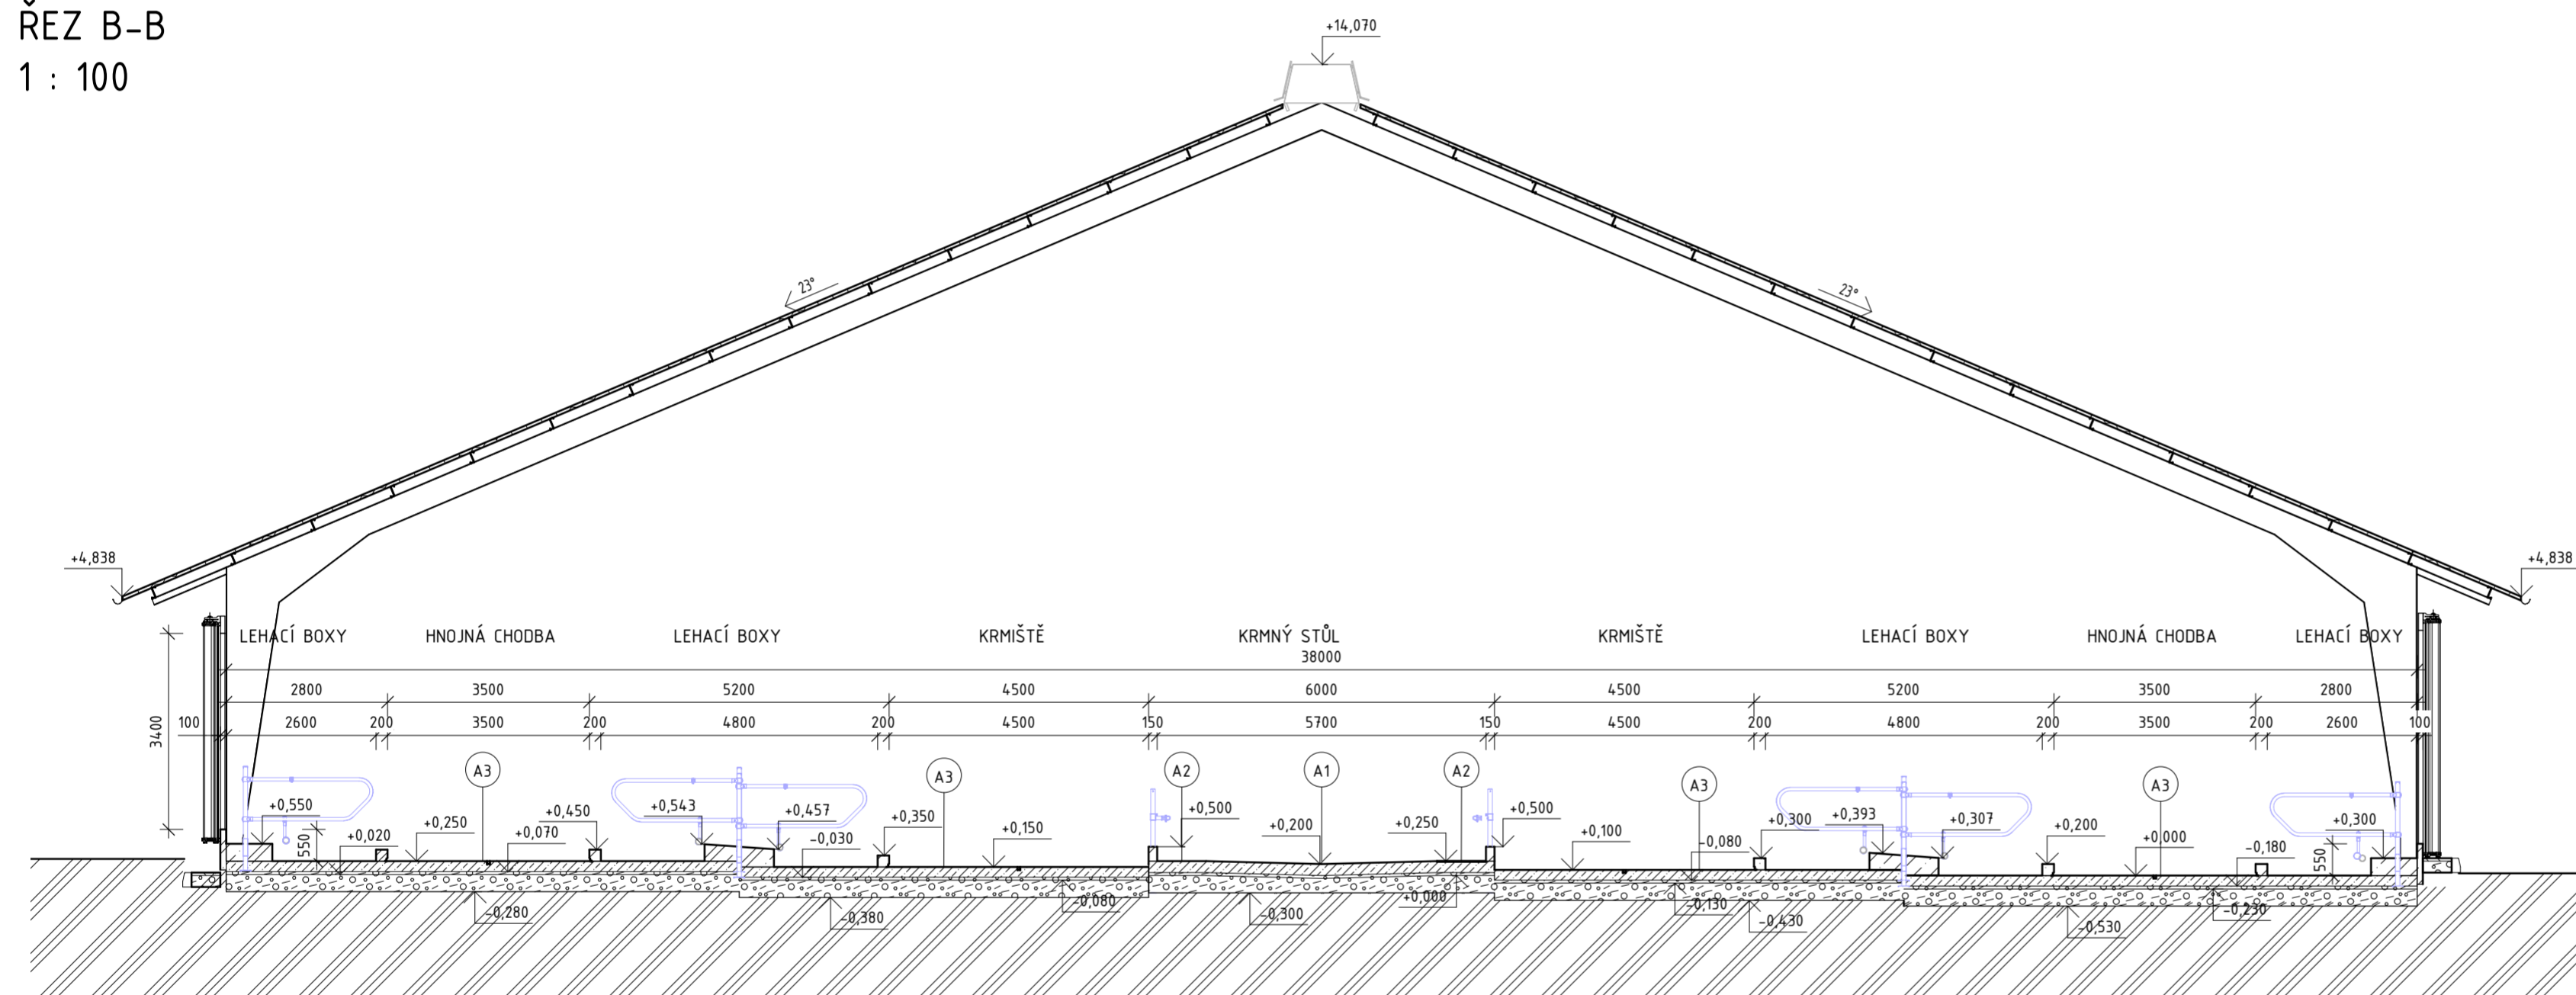 ŘEZ B-B
1 : 100
+14,070
23°
23°
+4,838
+4,838
LEHACÍ BOXY HNOJNÁ CHODBA LEHACÍ BOXY KRMIŠTĚ KRMNÝ STŮL KRMIŠTĚ LEHACÍ BOXY HNOJNÁ CHODBA LEHACÍ BOXY
38000
2800 3500 5200 4500 6000 4500 5200 3500 2800
3400
100 2600 200 3500 200 4800 200 4500 150 5700 150 4500 200 4800 200 3500 200 2600 100
A3 A3 A2 A1 A2 A3 A3
+0,550 +0,020 +0,250 +0,070 +0,450 +0,543 +0,457 -0,030 +0,350 +0,150 +0,500 +0,200 +0,250 +0,500 +0,100 -0,080 +0,300 +0,393 +0,307 +0,200 +0,000 -0,180 +0,300
550 550
-0,280 -0,380 -0,080 -0,300 +0,000 -0,130 -0,430 -0,530 -0,230